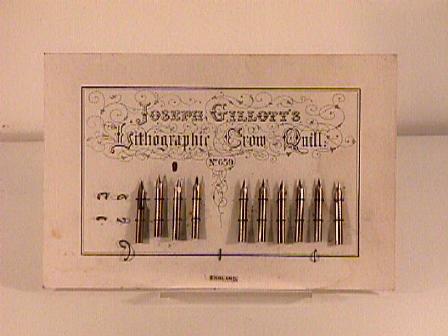 JOSEPH GILLOTT'S
Lithographic Crow Quill.
No 659
ENGLAND